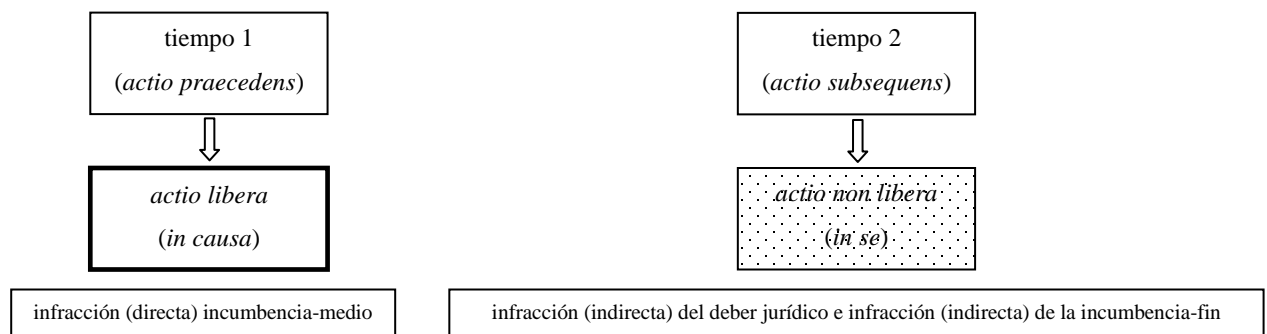 tiempo 1
(actio praecedens)
actio libera
(in causa)
infracción (directa) incumbencia-medio
tiempo 2
(actio subsequens)
actio non libera
(in se)
infracción (indirecta) del deber jurídico e infracción (indirecta) de la incumbencia-fin